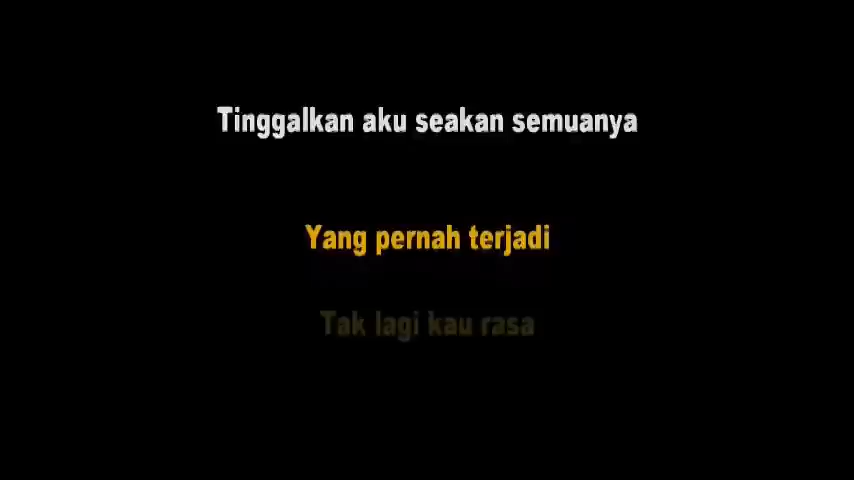 Tinggalkan aku seakan semuanya
Yang pernah terjadi
Tak lagi kau rasa